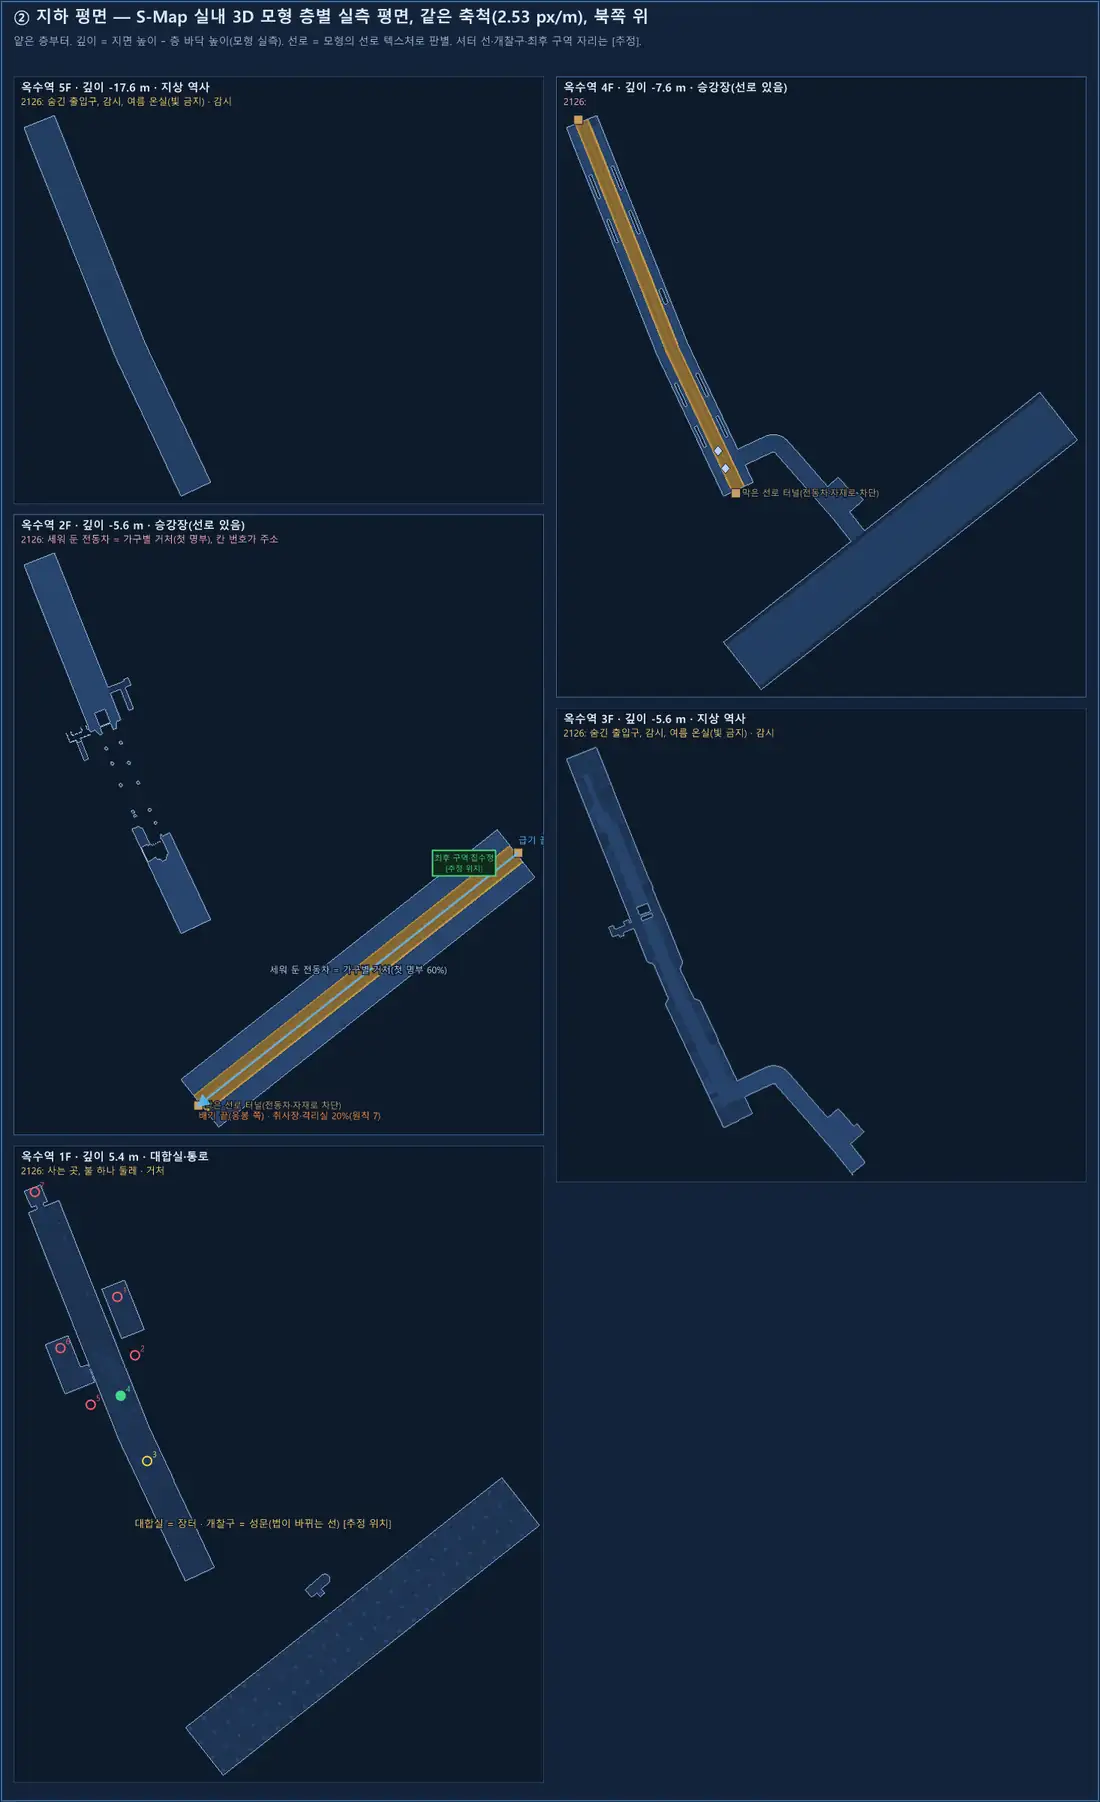 ② 지하 평면 — S-Map 실내 3D 모형 층별 실측 평면, 같은 축척(2.53 px/m), 북쪽 위
얕은 층부터. 깊이 = 지면 높이 - 층 바닥 높이(모형 실측). 선로 = 모형의 선로 텍스처로 판별. 셔터 선·개찰구·최후 구역 자리는 [추정].
옥수역 5F · 깊이 -17.6 m · 지상 역사
2126: 숨긴 출입구, 감시, 여름 온실(빛 금지) · 감시
옥수역 4F · 깊이 -7.6 m · 승강장(선로 있음)
2126:
막은 선로 터널(전동차·자재로 차단)
옥수역 2F · 깊이 -5.6 m · 승강장(선로 있음)
2126: 세워 둔 전동차 = 가구별 거처(첫 명부), 칸 번호가 주소
급기
최후 구역·집수정
(추정 위치)
세워 둔 전동차 = 가구별 거처(첫 명부 60%)
은 선로 터널(전동차·자재로 차단)
배기 끝(응봉 쪽) · 취사장·격리실 20%(원칙 7)
옥수역 3F · 깊이 -5.6 m · 지상 역사
2126: 숨긴 출입구, 감시, 여름 온실(빛 금지) · 감시
옥수역 1F · 깊이 5.4 m · 대합실·통로
2126: 사는 곳, 불 하나 둘레 · 거처
2
4
3
대합실 = 장터 · 개찰구 = 성문(법이 바뀌는 선) [추정 위치]